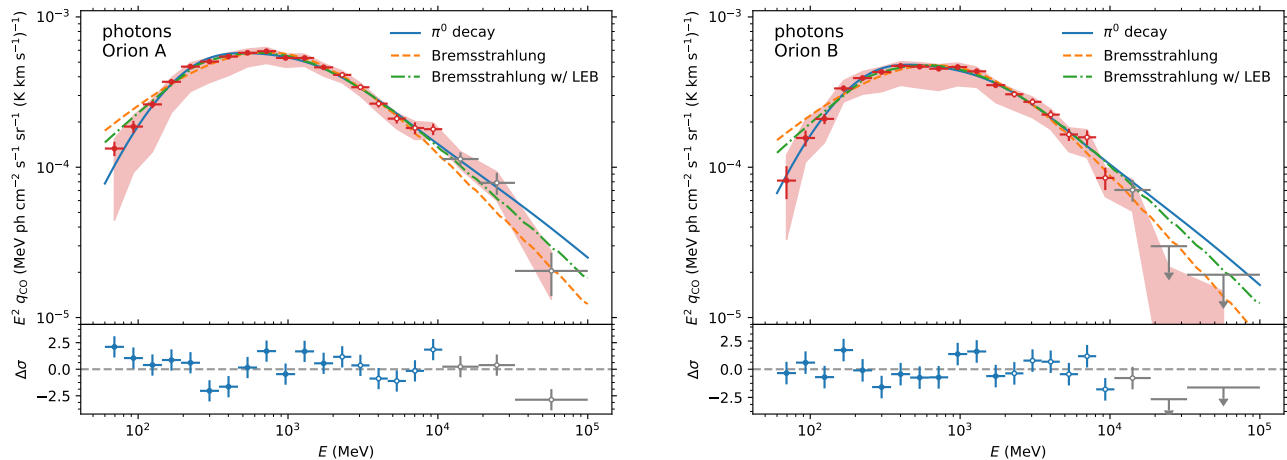 photons
Orion A
π⁰ decay
Bremsstrahlung
Bremsstrahlung w/ LEB
10⁻³
10⁻⁴
10⁻⁵
E² q_CO (MeV ph cm⁻² s⁻¹ sr⁻¹ (K km s⁻¹)⁻¹)
2.5
0.0
−2.5
Δσ
10² 10³ 10⁴ 10⁵
E (MeV)
photons
Orion B
π⁰ decay
Bremsstrahlung
Bremsstrahlung w/ LEB
10⁻³
10⁻⁴
10⁻⁵
E² q_CO (MeV ph cm⁻² s⁻¹ sr⁻¹ (K km s⁻¹)⁻¹)
2.5
0.0
−2.5
Δσ
10² 10³ 10⁴ 10⁵
E (MeV)